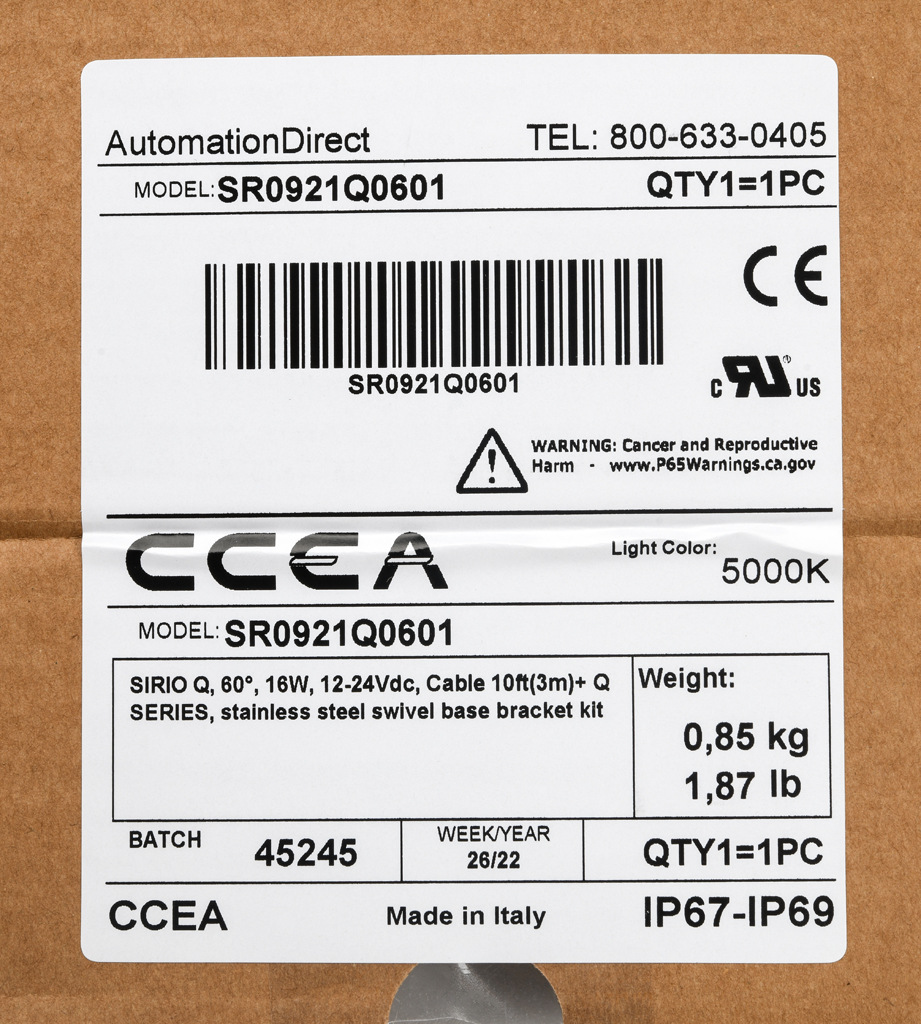 AutomationDirect TEL: 800-633-0405
MODEL: SR0921Q0601 QTY1=1PC
CE
SR0921Q0601
c RU ® US
WARNING: Cancer and Reproductive
Harm - www.P65Warnings.ca.gov
CCEA Light Color:
5000K
MODEL: SR0921Q0601
SIRIO Q, 60°, 16W, 12-24Vdc, Cable 10ft(3m)+ Q
SERIES, stainless steel swivel base bracket kit
Weight:
0,85 kg
1,87 lb
BATCH 45245
WEEK/YEAR
26/22
QTY1=1PC
CCEA Made in Italy IP67-IP69